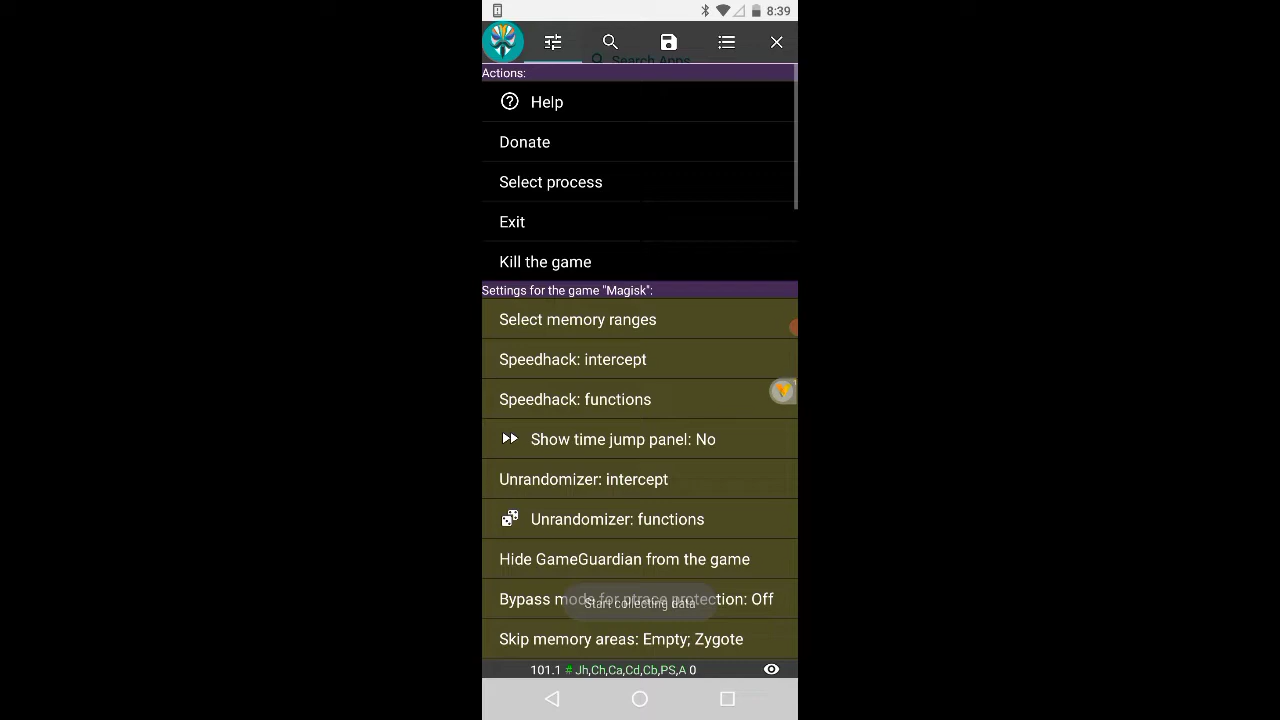 8:39
Search Apps
Actions:
Help
Donate
Select process
Exit
Kill the game
Settings for the game "Magisk":
Select memory ranges
Speedhack: intercept
Speedhack: functions
Show time jump panel: No
Unrandomizer: intercept
Unrandomizer: functions
Hide GameGuardian from the game
Bypass mode for ptrace protection: Off
Start collecting data
Skip memory areas: Empty; Zygote
101.1 # Jh,Ch,Ca,Cd,Cb,PS,A 0